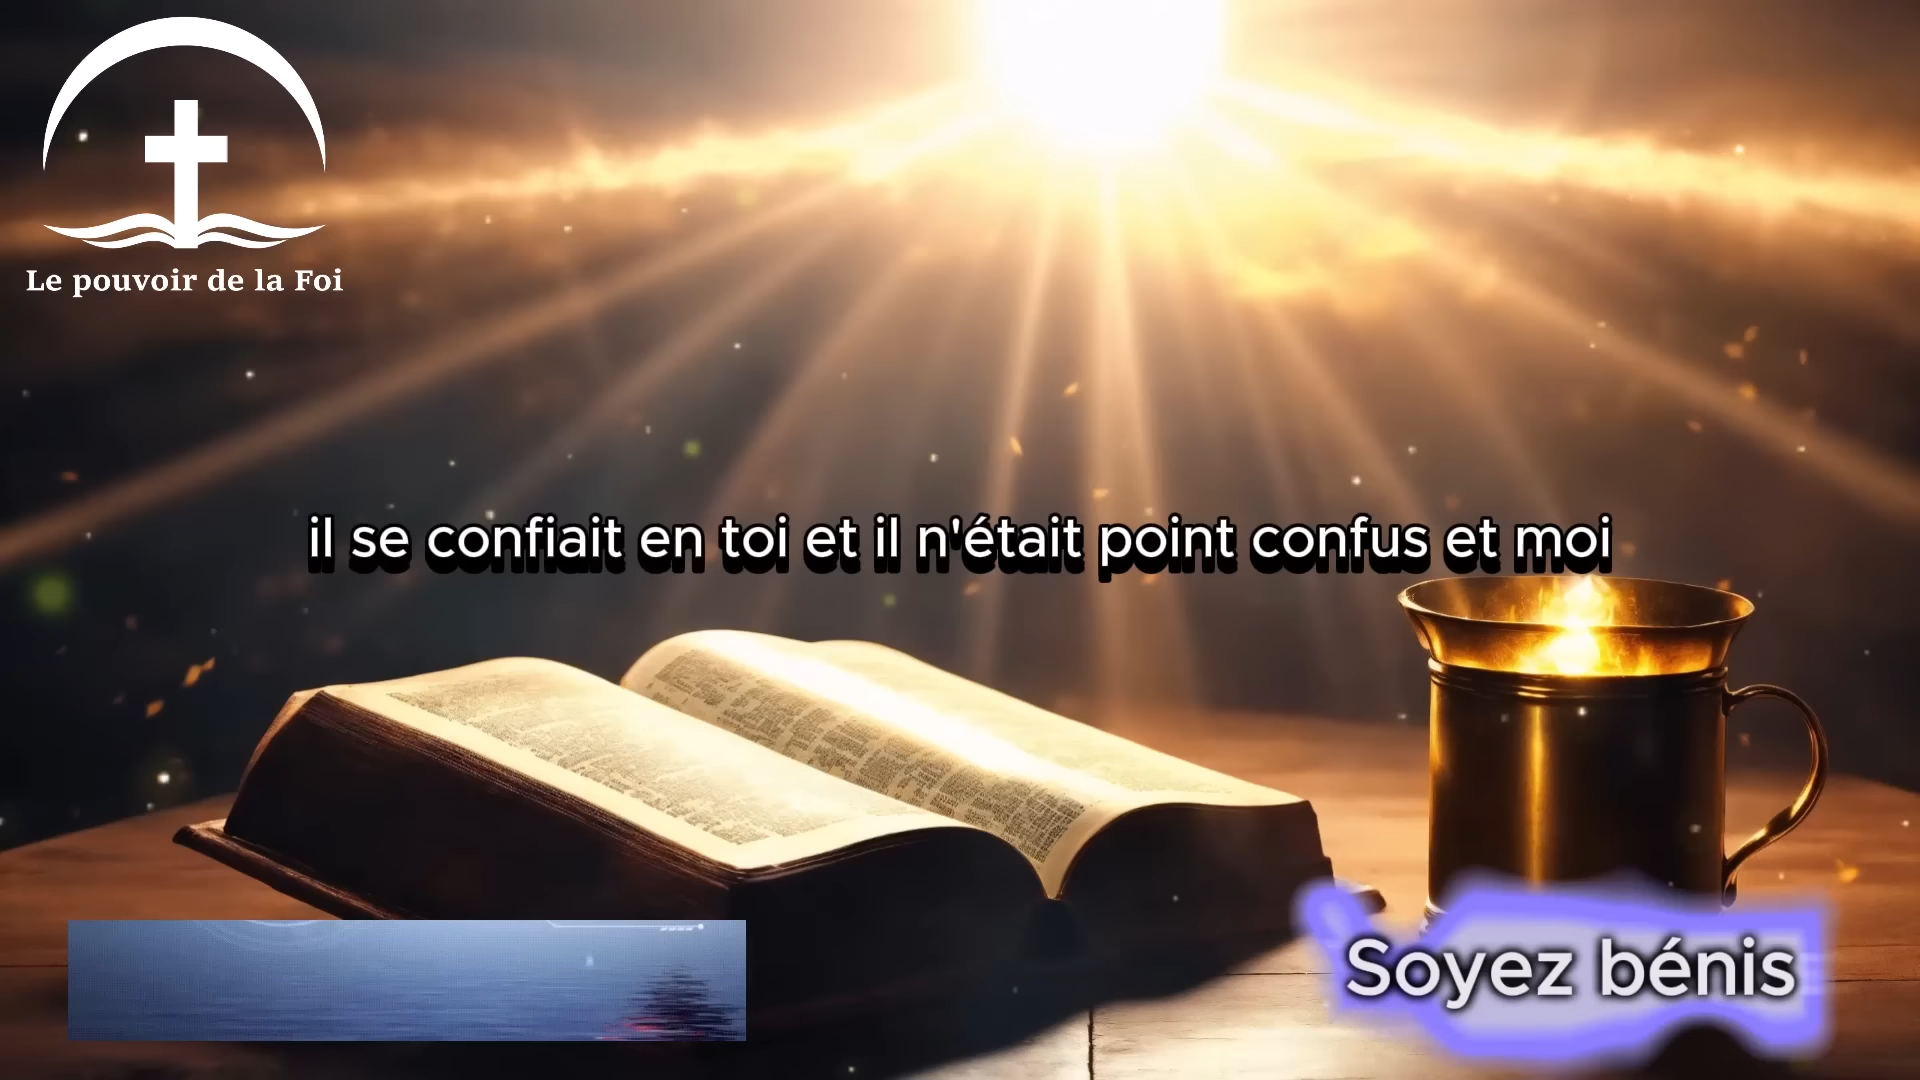 Le pouvoir de la Foi
il se confiait en toi et il n'était point confus et moi
Soyez bénis